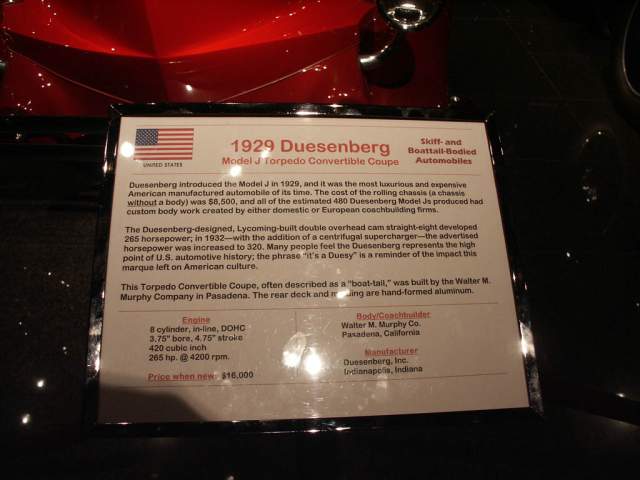 1929 Duesenberg
Model J Torpedo Convertible Coupe
Skiff- and
Boattail-Bodied
Automobiles
UNITED STATES
Duesenberg introduced the Model J in 1929, and it was the most luxurious and expensive
American manufactured automobile of its time. The cost of the rolling chassis (a chassis
without a body) was $8,500, and all of the estimated 480 Duesenberg Model Js produced had
custom body work created by either domestic or European coachbuilding firms.
The Duesenberg-designed, Lycoming-built double overhead cam straight-eight developed
265 horsepower; in 1932—with the addition of a centrifugal supercharger—the advertised
horsepower was increased to 320. Many people feel the Duesenberg represents the high
point of U.S. automotive history; the phrase "it's a Duesy" is a reminder of the impact this
marque left on American culture.
This Torpedo Convertible Coupe, often described as a "boat-tail," was built by the Walter M.
Murphy Company in Pasadena. The rear deck and are hand-formed aluminum.
Engine
8 cylinder, in-line, DOHC
3.75" bore, 4.75" stroke
420 cubic inch
265 hp. @ 4200 rpm.
Price when new: $16,000
Body/Coachbuilder
Walter M. Murphy Co.
Pasadena, California
Manufacturer
Duesenberg, Inc.
Indianapolis, Indiana